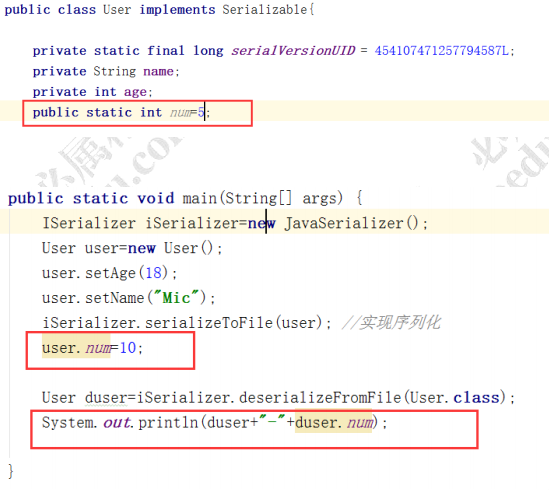 public class User implements Serializable{
private static final long serialVersionUID = 454107471257794587L;
private String name;
private int age;
public static int num=5;
public static void main(String[] args) {
ISerializer iSerializer=new JavaSerializer();
User user=new User();
user.setAge(18);
user.setName("Mic");
iSerializer.serializeToFile(user); //实现序列化
user.num=10;
User duser=iSerializer.deserializeFromFile(User.class);
System.out.println(duser+"-"+duser.num);
}